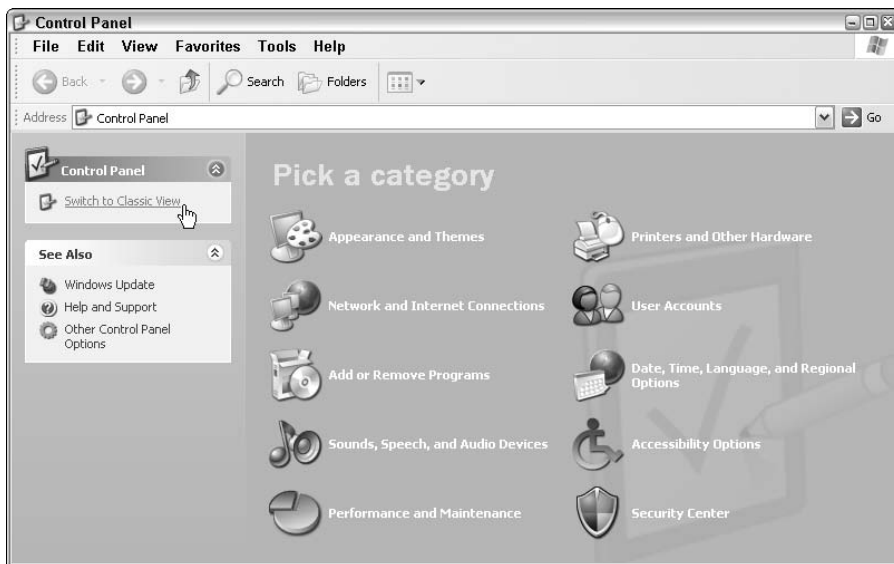 Control Panel
File Edit View Favorites Tools Help
Back Search Folders
Address Control Panel Go
Control Panel
Switch to Classic View
See Also
Windows Update
Help and Support
Other Control Panel
Options
Pick a category
Appearance and Themes
Printers and Other Hardware
Network and Internet Connections
User Accounts
Add or Remove Programs
Date, Time, Language, and Regional
Options
Sounds, Speech, and Audio Devices
Accessibility Options
Performance and Maintenance
Security Center